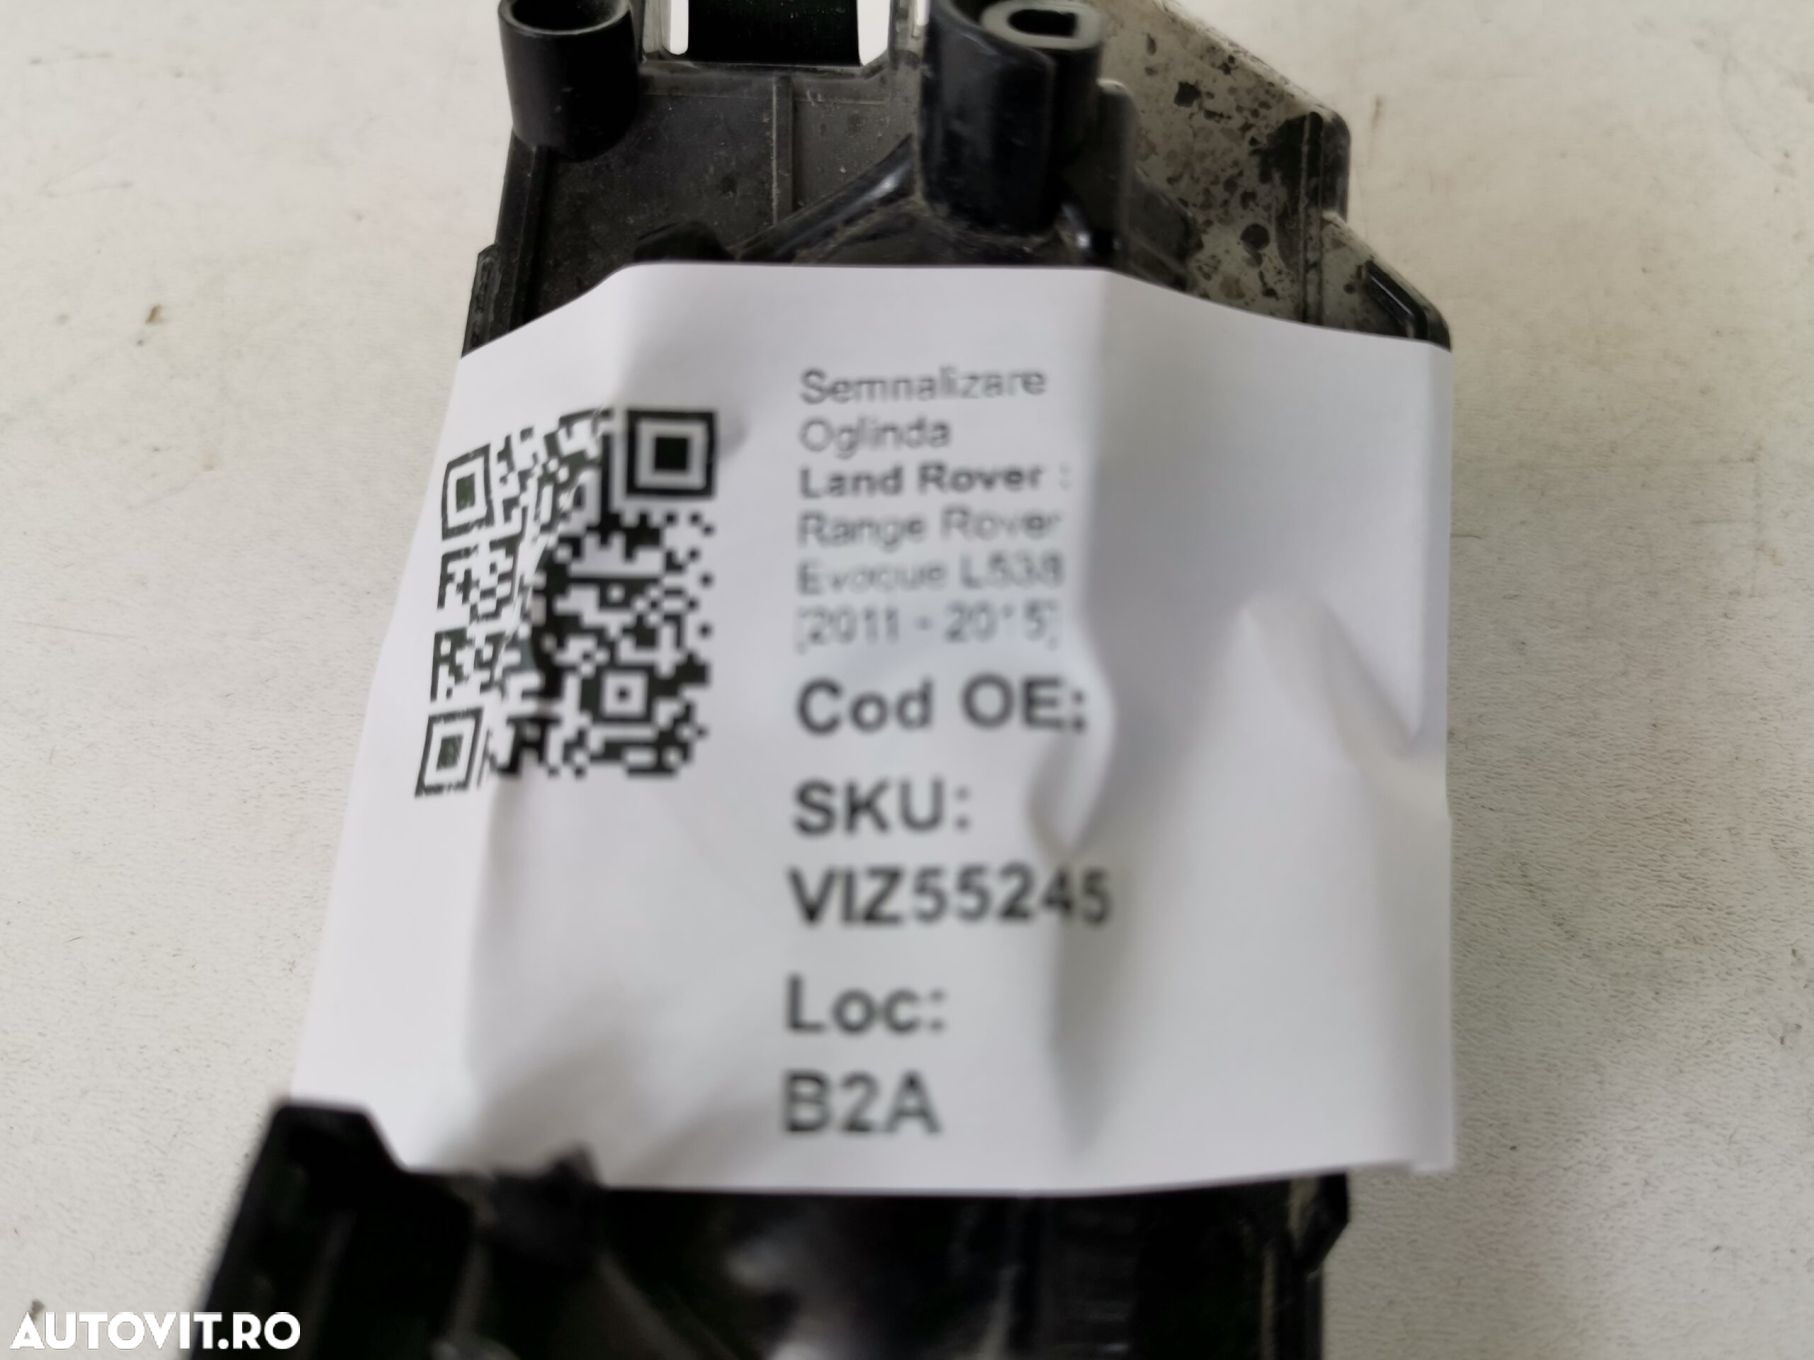 Semnalizare
Oglinda
Land Rover :
Range Rover
Evoque L538
[2011 - 2015]
Cod OE:
SKU:
VIZ55245
Loc:
B2A
AUTOVIT.RO